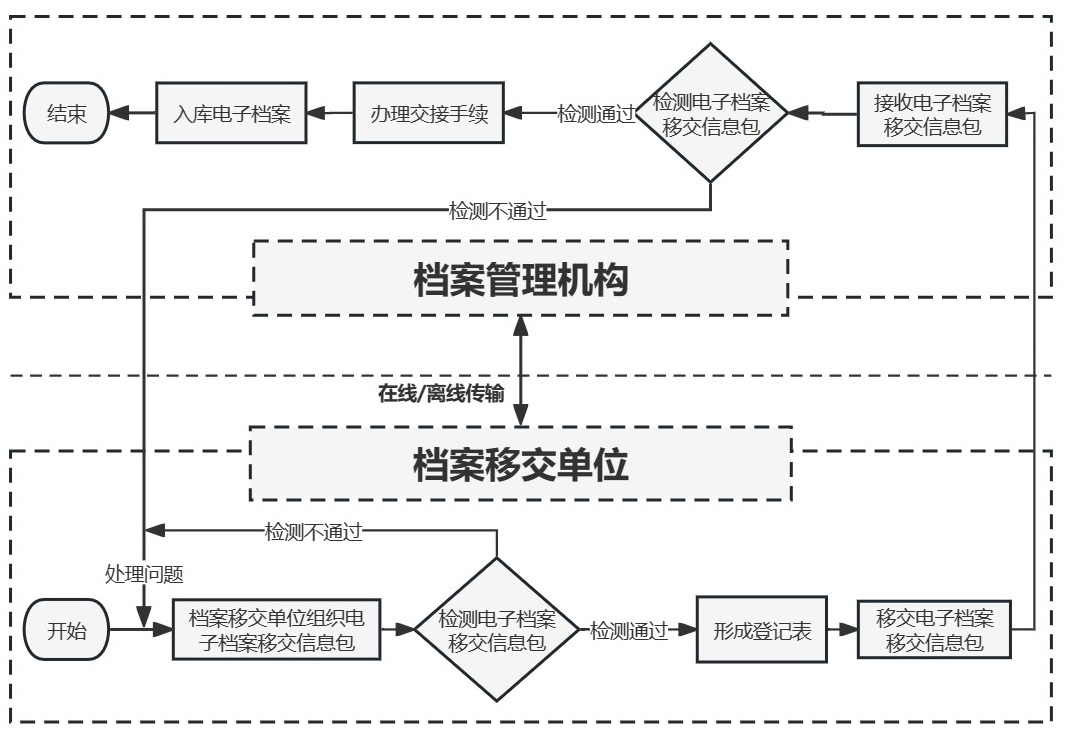 结束
入库电子档案
办理交接手续
检测通过
检测电子档案
移交信息包
接收电子档案
移交信息包
检测不通过
档案管理机构
在线/离线传输
档案移交单位
检测不通过
处理问题
开始
档案移交单位组织电
子档案移交信息包
检测电子档案
移交信息包
检测通过
形成登记表
移交电子档案
移交信息包